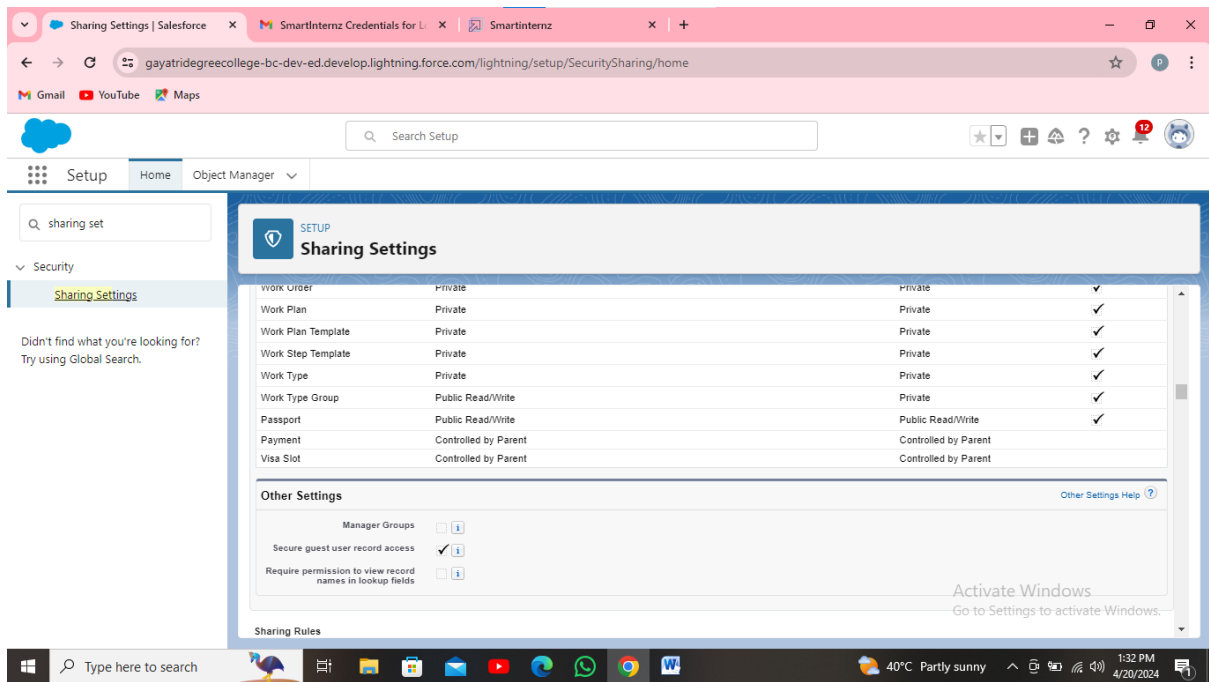 Sharing Settings | Salesforce
SmartInternz Credentials for Lo
Smartinternz
gayatridegreecollege-bc-dev-ed.develop.lightning.force.com/lightning/setup/SecuritySharing/home
P
Gmail YouTube Maps
Search Setup
12
Setup Home Object Manager
sharing set
Security
Sharing Settings
Didn't find what you're looking for?
Try using Global Search.
SETUP
Sharing Settings
Work Order Private Private
Work Plan Private Private
Work Plan Template Private Private
Work Step Template Private Private
Work Type Private Private
Work Type Group Public Read/Write Private
Passport Public Read/Write Public Read/Write
Payment Controlled by Parent Controlled by Parent
Visa Slot Controlled by Parent Controlled by Parent
Other Settings Other Settings Help ?
Manager Groups i
Secure guest user record access i
Require permission to view record
names in lookup fields i
Sharing Rules
Activate Windows
Go to Settings to activate Windows.
Type here to search
W
40°C Partly sunny
1:32 PM
4/20/2024
1